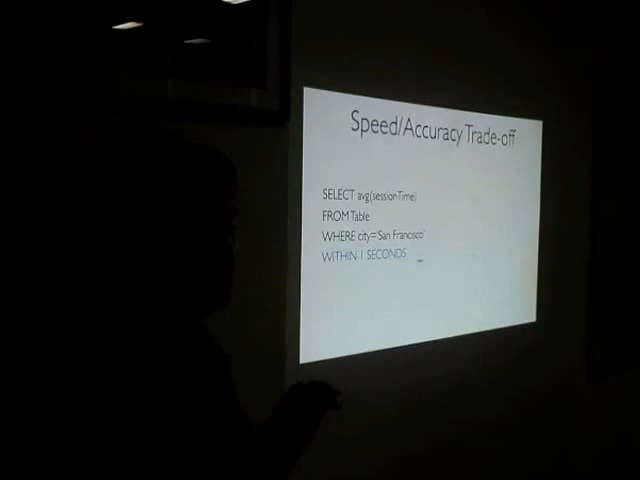 Speed/Accuracy Trade-off
SELECT avg(sessionTime)
FROM Table
WHERE city='San Francisco'
WITHIN 1 SECONDS